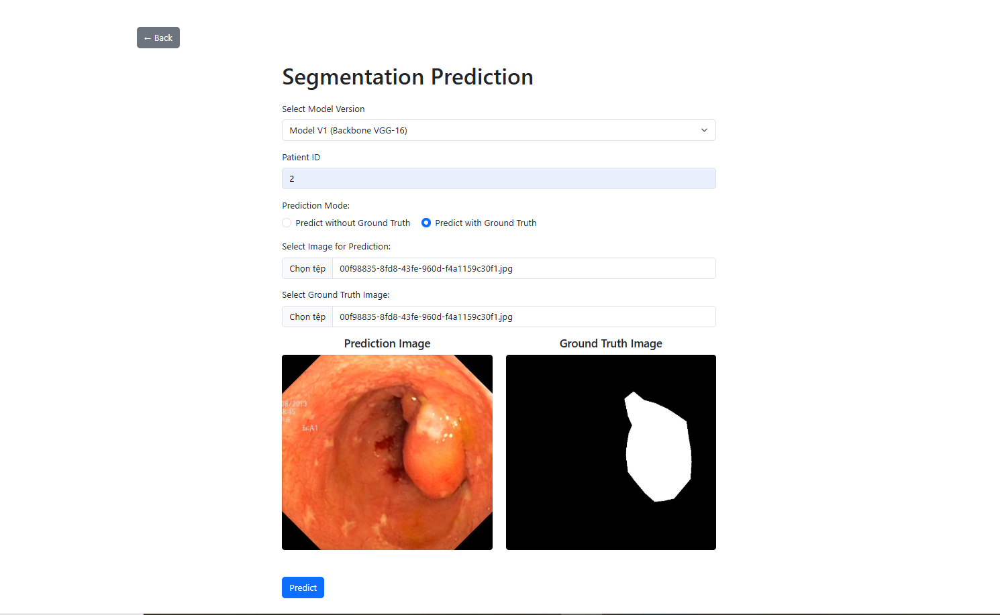 ← Back
Segmentation Prediction
Select Model Version
Model V1 (Backbone VGG-16)
Patient ID
2
Prediction Mode:
Predict without Ground Truth Predict with Ground Truth
Select Image for Prediction:
Chọn tệp 00f98835-8fd8-43fe-960d-f4a1159c30f1.jpg
Select Ground Truth Image:
Chọn tệp 00f98835-8fd8-43fe-960d-f4a1159c30f1.jpg
Prediction Image Ground Truth Image
08/2013
8:45
Predict